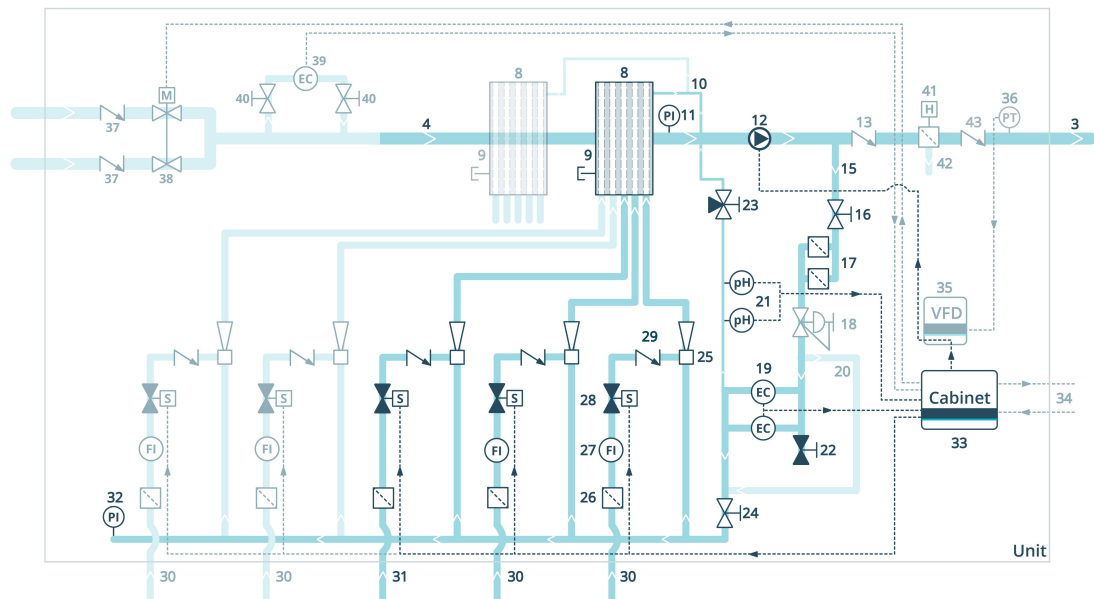 8 8
M
39
EC
40 40
10
41
36
H
PT
PI 11
12
13
43
3
37
4
9 9
42
37
38
15
23
16
17
pH
21
pH
35
VFD
18
29
25
19
20
EC
Cabinet
34
S S S S 28 S
EC
33
22
FI FI FI 27 FI
32
26
24
PI
Unit
30 30 31 30 30